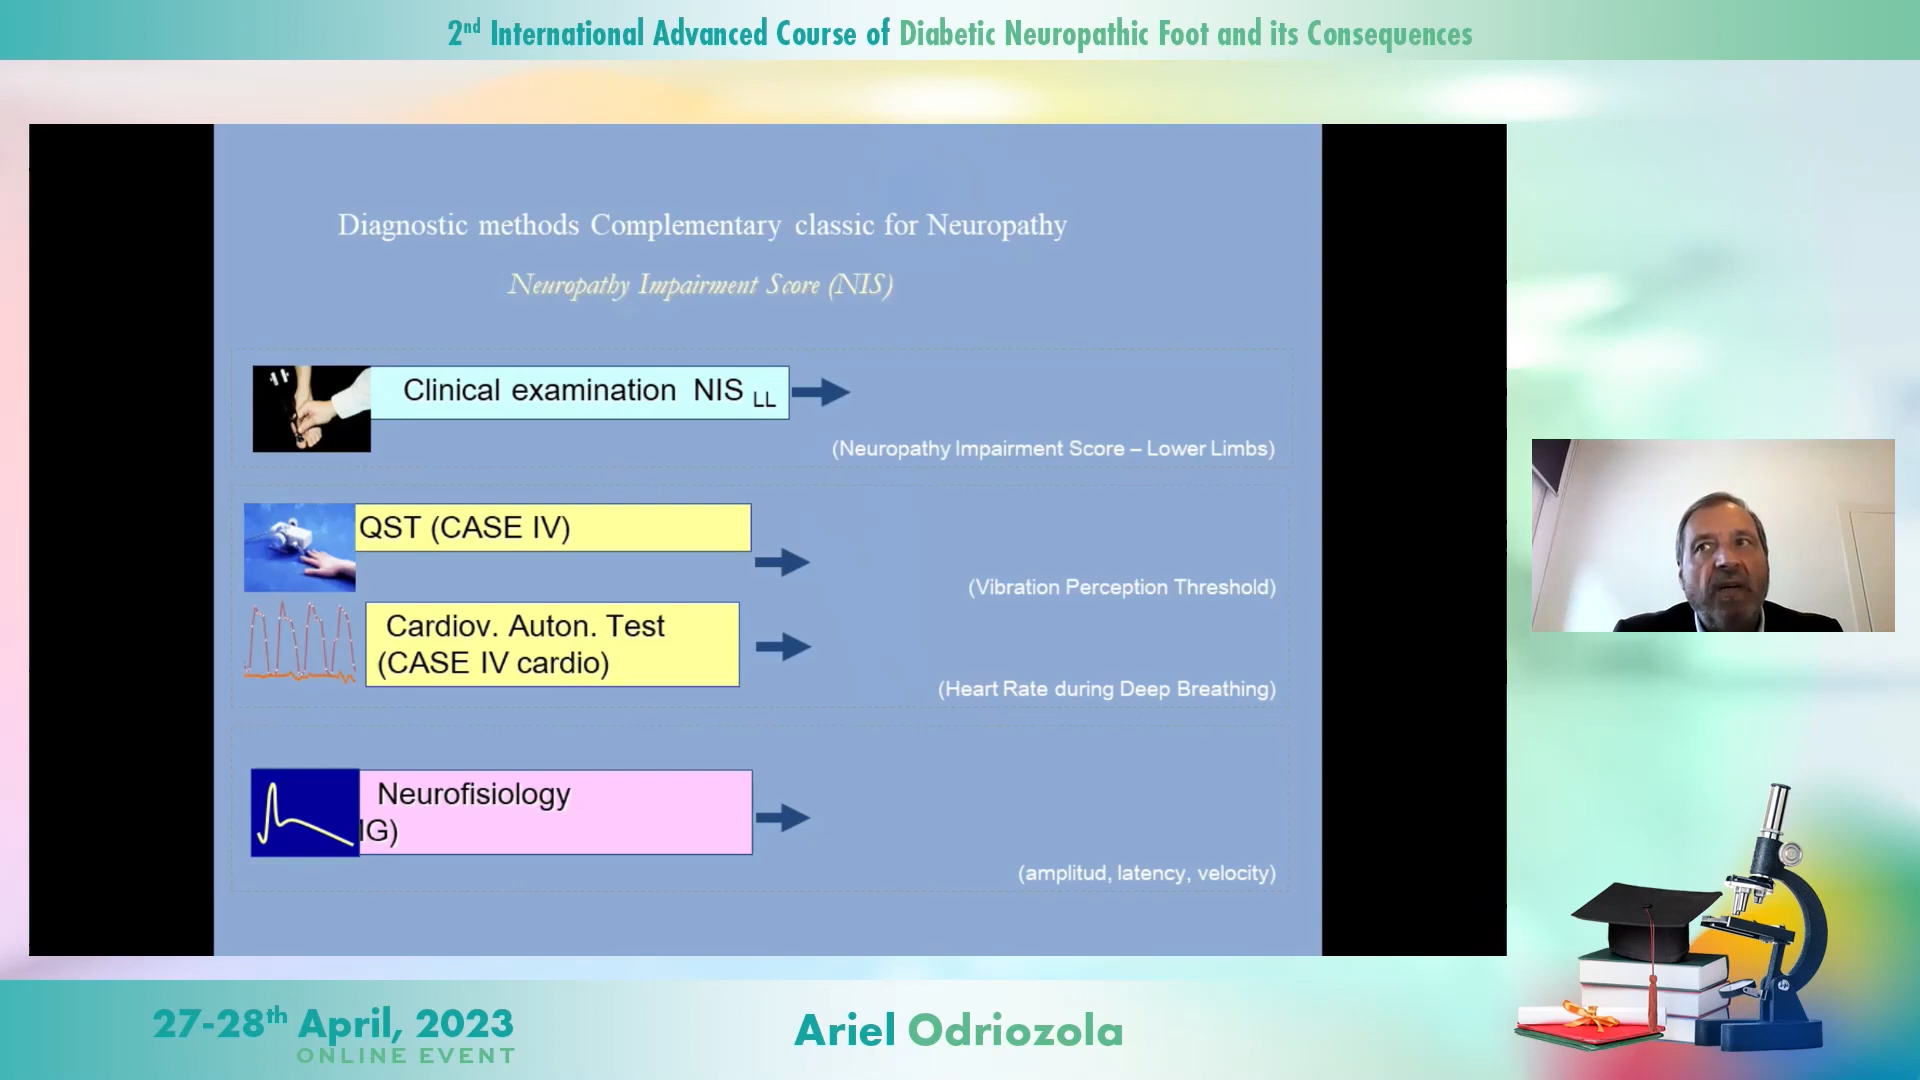 2nd International Advanced Course of Diabetic Neuropathic Foot and its Consequences
Diagnostic methods Complementary classic for Neuropathy
Neuropathy Impairment Score (NIS)
Clinical examination NIS LL
(Neuropathy Impairment Score – Lower Limbs)
QST (CASE IV)
(Vibration Perception Threshold)
Cardiov. Auton. Test
(CASE IV cardio)
(Heart Rate during Deep Breathing)
Neurofisiology
IG)
(amplitud, latency, velocity)
27-28th April, 2023
ONLINE EVENT
Ariel Odriozola